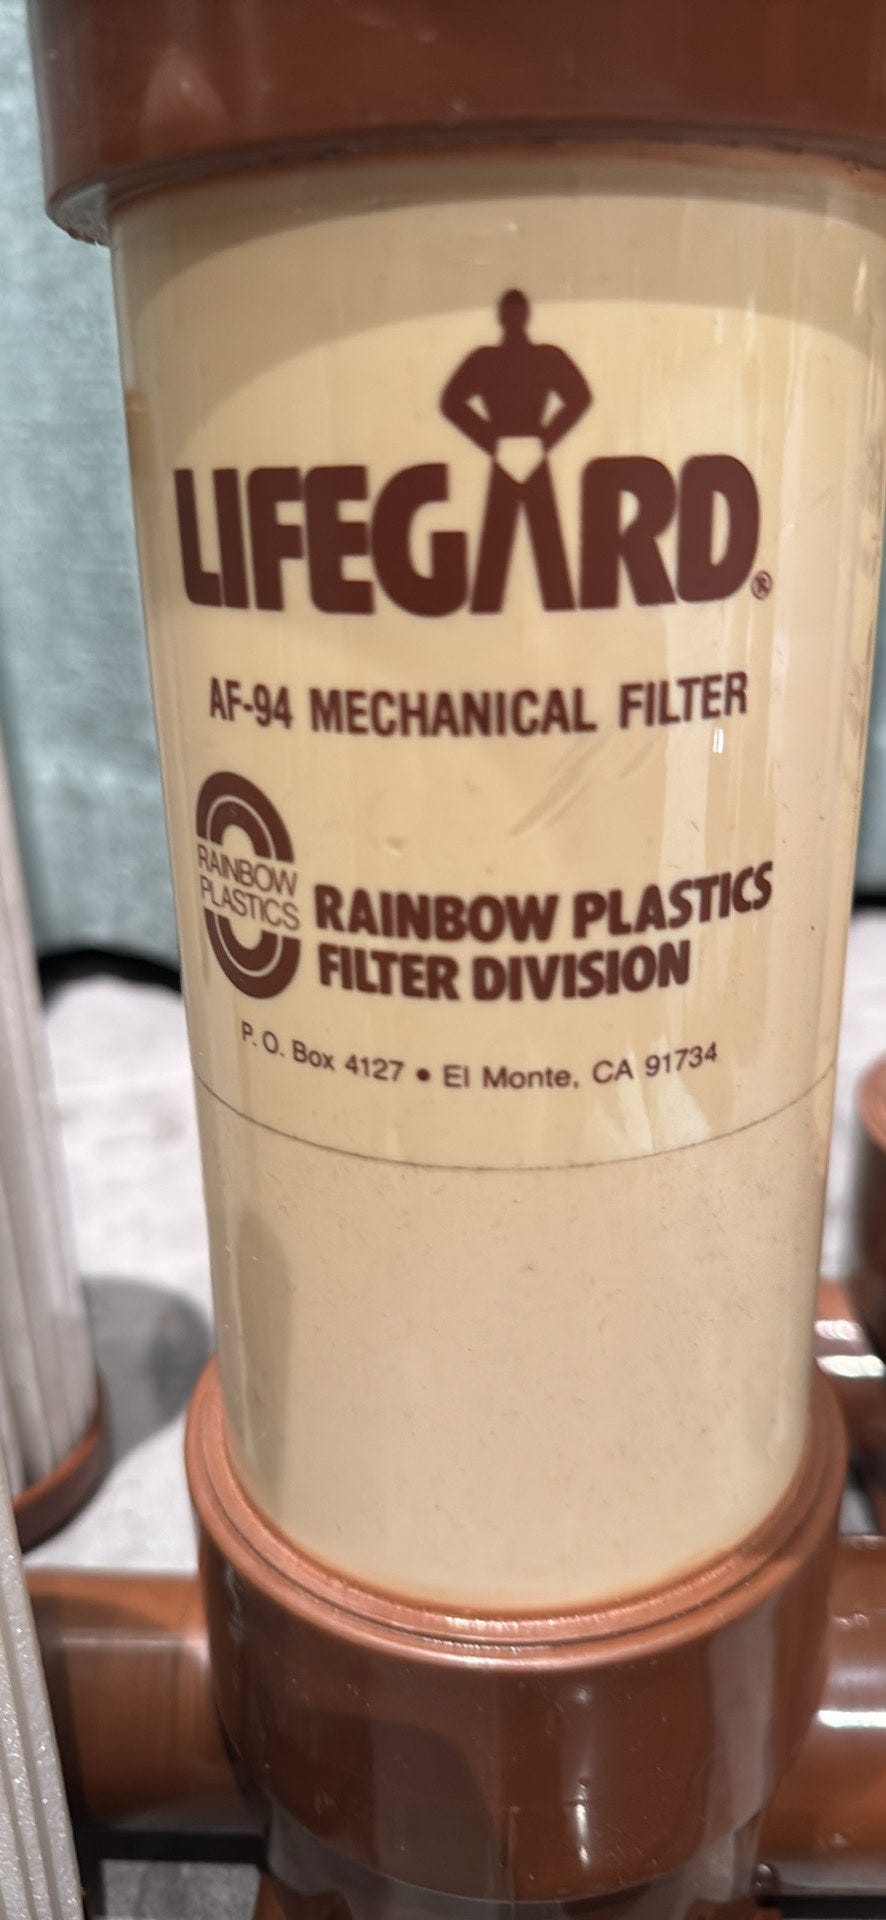 LIFEGARD®
AF-94 MECHANICAL FILTER
RAINBOW
PLASTICS
RAINBOW PLASTICS
FILTER DIVISION
P. O. Box 4127 • El Monte, CA 91734